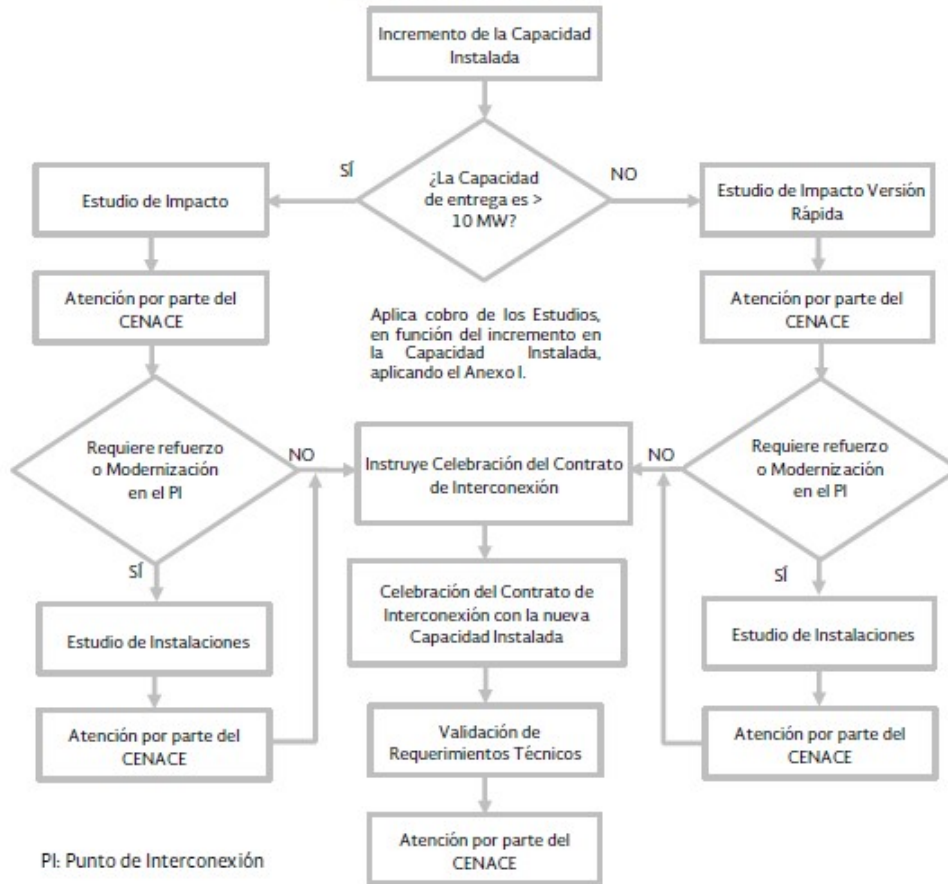 Incremento de la Capacidad
Instalada
¿La Capacidad
de entrega es >
10 MW?
SÍ
NO
Estudio de Impacto
Estudio de Impacto Versión
Rápida
Atención por parte del
CENACE
Atención por parte del
CENACE
Aplica cobro de los Estudios,
en función del incremento en
la Capacidad Instalada,
aplicando el Anexo I.
Requiere refuerzo
o Modernización
en el PI
NO
Instruye Celebración del Contrato
de Interconexión
NO
Requiere refuerzo
o Modernización
en el PI
SÍ
SÍ
Estudio de Instalaciones
Celebración del Contrato de
Interconexión con la nueva
Capacidad Instalada
Estudio de Instalaciones
Atención por parte del
CENACE
Validación de
Requerimientos Técnicos
Atención por parte del
CENACE
Atención por parte del
CENACE
PI: Punto de Interconexión